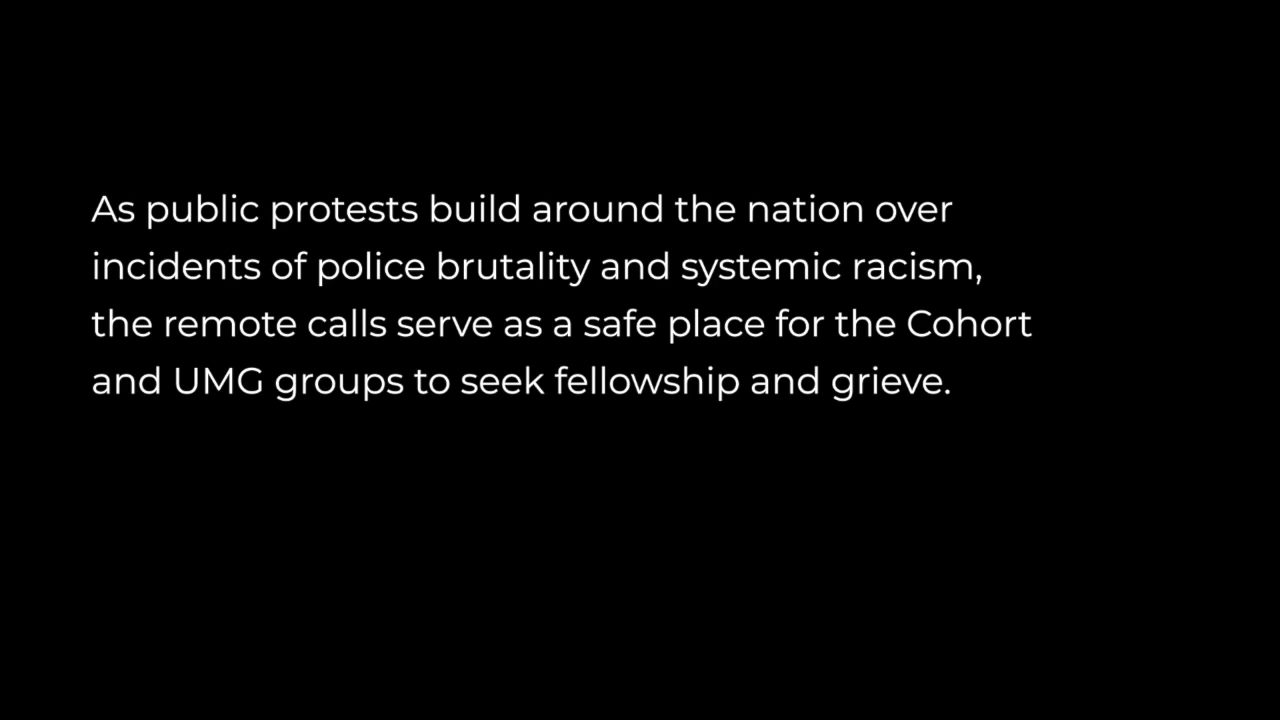 As public protests build around the nation over
incidents of police brutality and systemic racism,
the remote calls serve as a safe place for the Cohort
and UMG groups to seek fellowship and grieve.